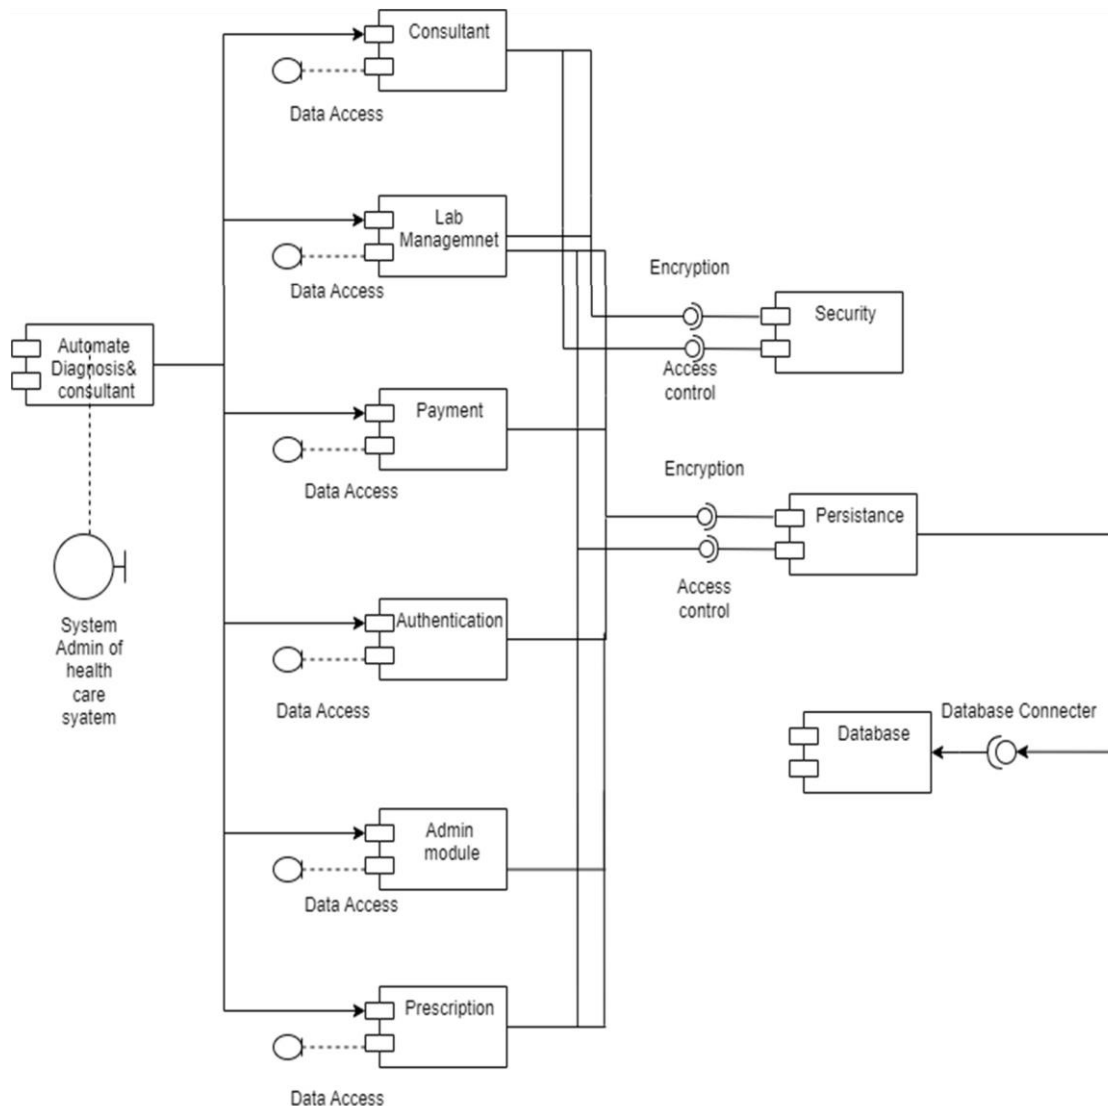 Consultant
Data Access
Lab
Managemnet
Data Access
Encryption
Security
Access
control
Automate
Diagnosis&
consultant
Payment
Data Access
Encryption
Persistance
Access
control
System
Admin of
health
care
syatem
Authentication
Data Access
Database Connecter
Database
Admin
module
Data Access
Prescription
Data Access